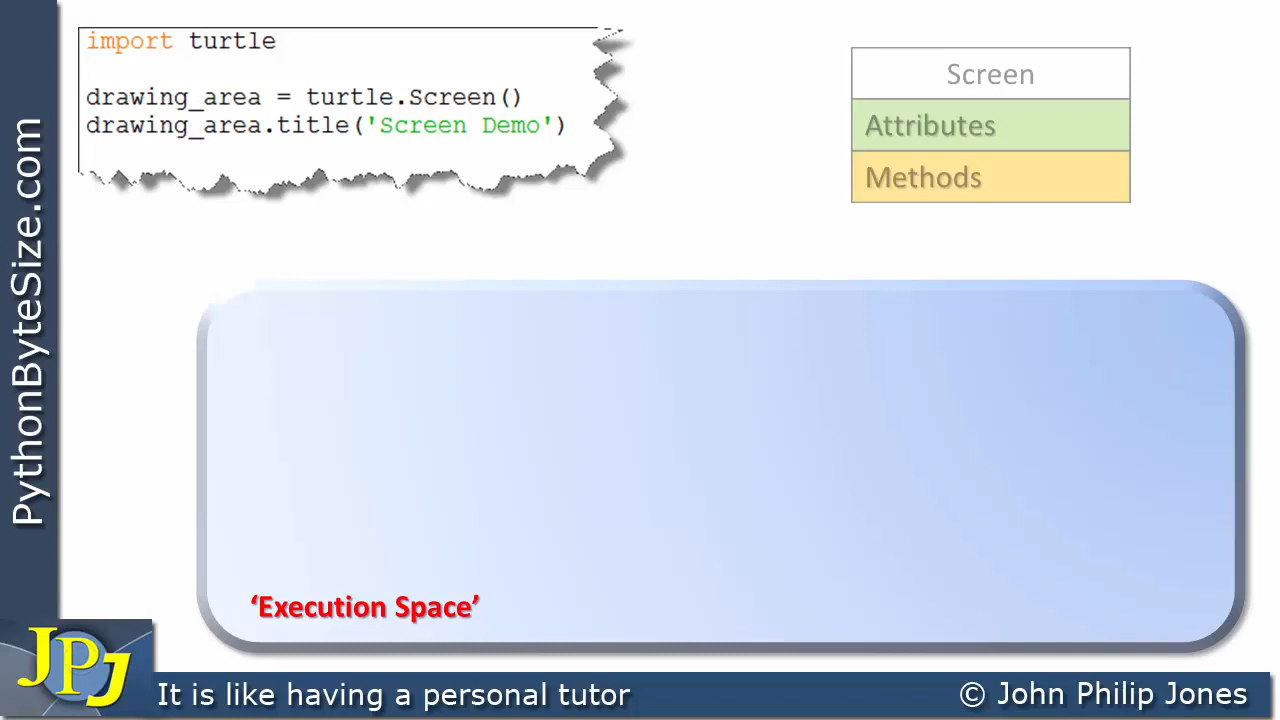 import turtle
drawing_area = turtle.Screen()
drawing_area.title('Screen Demo')
Screen
Attributes
Methods
PythonByteSize.com
‘Execution Space’
JPJ
It is like having a personal tutor
© John Philip Jones